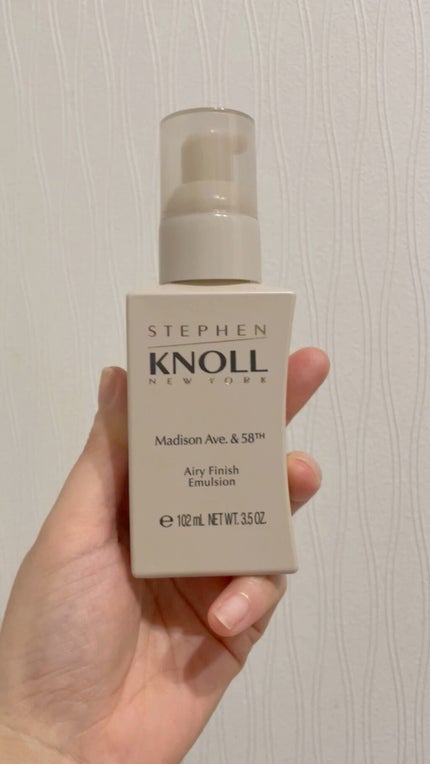 STEPHEN
KNOLL
NEW YORK
Madison Ave. & 58TH
Airy Finish
Emulsion
℮ 102 mL NET WT. 3.5 OZ.